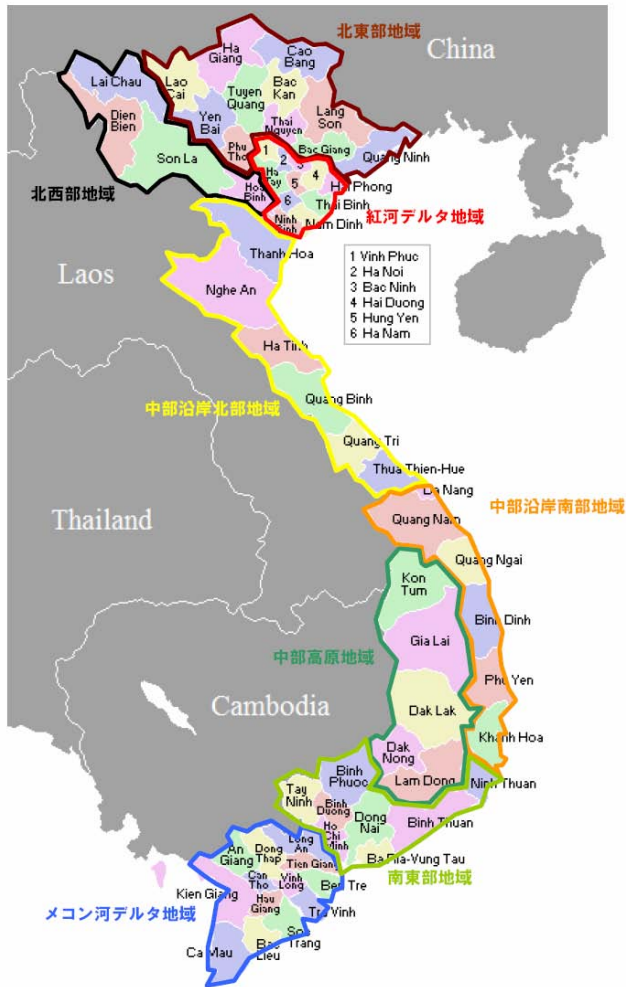 北東部地域
China
Ha
Giang
Cao
Bang
Lai Chau
Lao
Cai
Bac
Kan
Tuyen
Quang
Lang
Son
Dien
Bien
Yen
Bai
Thai
Nguyen
Phu
Tho
Bac Giang
Quang Ninh
Son La
北西部地域
Hoa
Binh
1
2
3
Ha
Tay
5
4
Hai Phong
6
Thai Binh
Ninh
Binh
Nam Dinh
紅河デルタ地域
1 Vinh Phuc
2 Ha Noi
3 Bac Ninh
4 Hai Duong
5 Hung Yen
6 Ha Nam
Thanh Hoa
Laos
Nghe An
Ha Tinh
中部沿岸北部地域
Quang Binh
Quang Tri
Thua Thien-Hue
Da Nang
中部沿岸南部地域
Quang Nam
Thailand
Quang Ngai
Kon
Tum
Binh Dinh
Gia Lai
中部高原地域
Phu Yen
Cambodia
Dak Lak
Khanh Hoa
Dak
Nong
Lam Dong
Ninh Thuan
Binh
Phuoc
Tay
Ninh
Binh
Duong
Dong
Nai
Binh Thuan
Ho
Chi
Minh
Ba Ria-Vung Tau
南東部地域
An
Giang
Dong
Thap
Long
An
Tien Giang
Can
Tho
Vinh
Long
Ben Tre
Kien Giang
Hau
Giang
Tra Vinh
メコン河デルタ地域
Soc
Trang
Bac
Lieu
Ca Mau